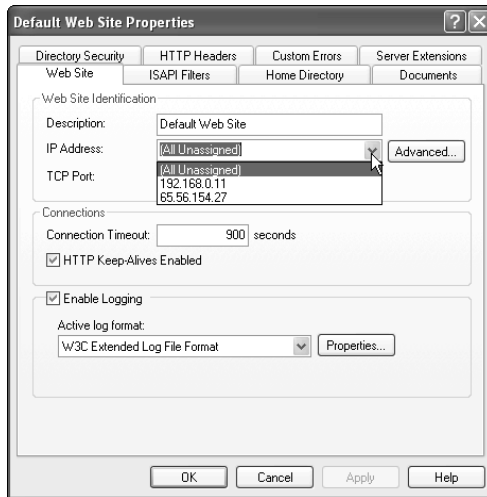 Default Web Site Properties
Directory Security HTTP Headers Custom Errors Server Extensions
Web Site ISAPI Filters Home Directory Documents
Web Site Identification
Description: Default Web Site
IP Address: (All Unassigned) Advanced...
(All Unassigned)
TCP Port: 192.168.0.11
65.56.154.27
Connections
Connection Timeout: 900 seconds
HTTP Keep-Alives Enabled
Enable Logging
Active log format:
W3C Extended Log File Format Properties...
OK Cancel Apply Help